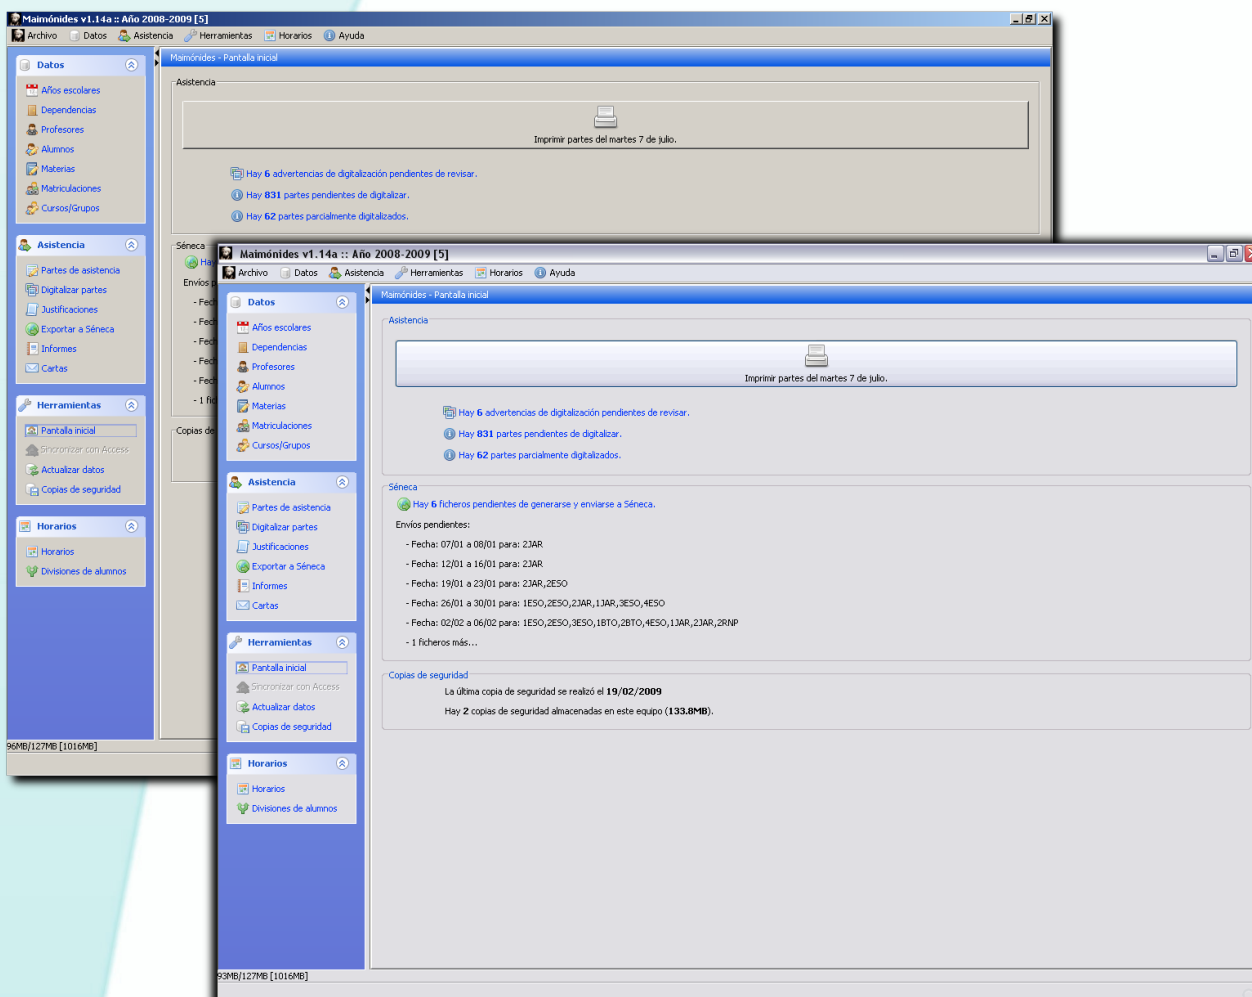 Maimónides v1.14a :: Año 2008-2009 [5]
Archivo Datos Asistencia Herramientas Horarios Ayuda
Datos
Años escolares
Dependencias
Profesores
Alumnos
Materias
Matriculaciones
Cursos/Grupos
Asistencia
Partes de asistencia
Digitalizar partes
Justificaciones
Exportar a Séneca
Informes
Cartas
Herramientas
Pantalla inicial
Sincronizar con Access
Actualizar datos
Copias de seguridad
Horarios
Horarios
Divisiones de alumnos
96MB/127MB [1016MB]
Maimónides - Pantalla inicial
Asistencia
Imprimir partes del martes 7 de julio.
Hay 6 advertencias de digitalización pendientes de revisar.
Hay 831 partes pendientes de digitalizar.
Hay 62 partes parcialmente digitalizados.
Séneca
Envíos
- 1
Copias de
Maimónides v1.14a :: Año 2008-2009 [5]
Archivo Datos Asistencia Herramientas Horarios Ayuda
Datos
Años escolares
Dependencias
Profesores
Alumnos
Materias
Matriculaciones
Cursos/Grupos
Asistencia
Partes de asistencia
Digitalizar partes
Justificaciones
Exportar a Séneca
Informes
Cartas
Herramientas
Pantalla inicial
Sincronizar con Access
Actualizar datos
Copias de seguridad
Horarios
Horarios
Divisiones de alumnos
93MB/127MB [1016MB]
Maimónides - Pantalla inicial
Asistencia
Imprimir partes del martes 7 de julio.
Hay 6 advertencias de digitalización pendientes de revisar.
Hay 831 partes pendientes de digitalizar.
Hay 62 partes parcialmente digitalizados.
Séneca
Hay 6 ficheros pendientes de generarse y enviarse a Séneca.
Envíos pendientes:
- Fecha: 07/01 a 08/01 para: 2JAR
- Fecha: 12/01 a 16/01 para: 2JAR
- Fecha: 19/01 a 23/01 para: 2JAR,2ESO
- Fecha: 26/01 a 30/01 para: 1ESO,2ESO,2JAR,1JAR,3ESO,4ESO
- Fecha: 02/02 a 06/02 para: 1ESO,2ESO,3ESO,1BTO,2BTO,4ESO,1JAR,2JAR,2RNP
- 1 ficheros más...
Copias de seguridad
La última copia de seguridad se realizó el 19/02/2009
Hay 2 copias de seguridad almacenadas en este equipo (133.8MB).